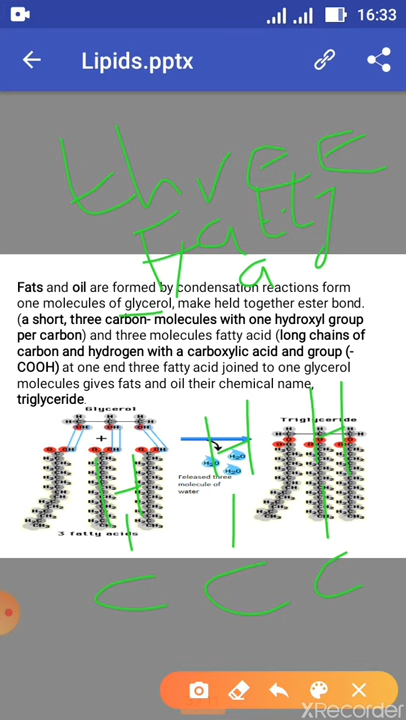 16:33
Lipids.pptx
three
Fatty
a
Fats and oil are formed by condensation reactions form
one molecules of glycerol, make held together ester bond.
(a short, three carbon- molecules with one hydroxyl group
per carbon) and three molecules fatty acid (long chains of
carbon and hydrogen with a carboxylic acid and group (-
COOH) at one end three fatty acid joined to one glycerol
molecules gives fats and oil their chemical name,
triglyceride.
Glycerol
Triglyceride
+
H₂O
H₂O
H₂O
Released three
molecule of
water
3 fatty acids
C C C
XRecorder